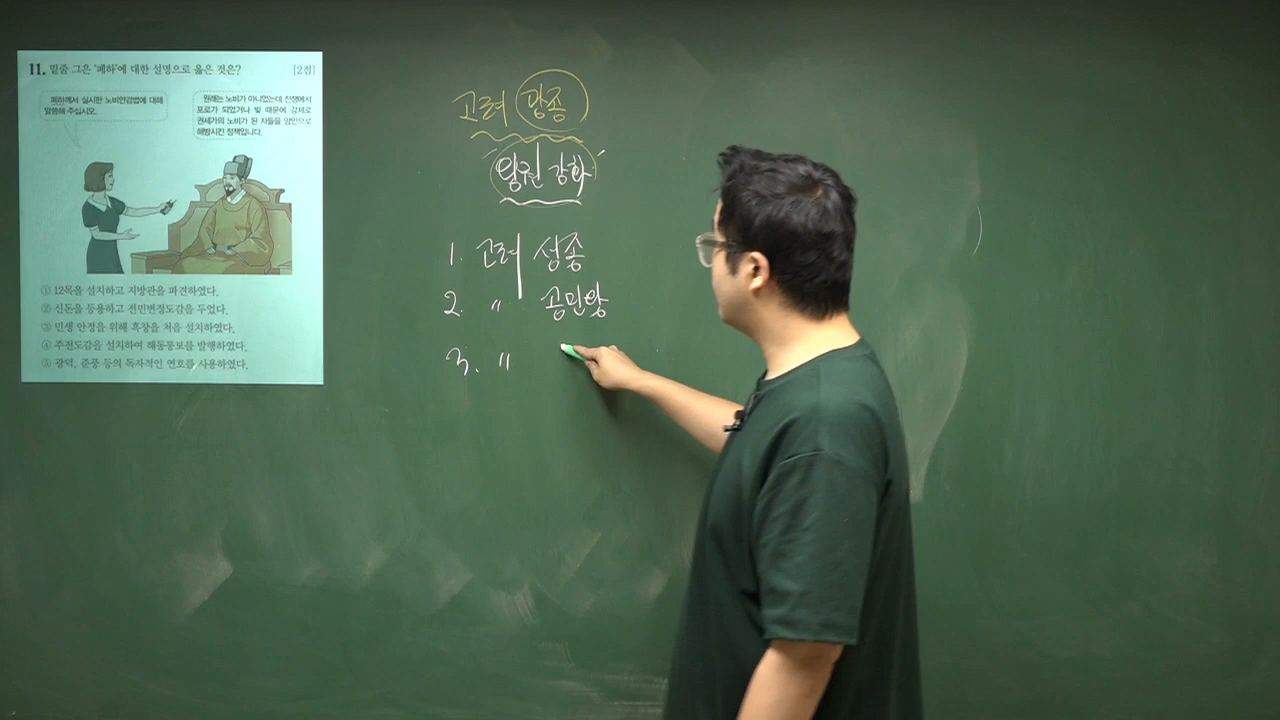 11. 밑줄 그은 '폐하'에 대한 설명으로 옳은 것은? [2점]
폐하께서 실시한 노비안검법에 대해
말씀해 주십시오.
원래는 노비가 아니었는데 전쟁에서
포로가 되었거나 빚 때문에 강제로
권세가의 노비가 된 자들을 양인으로
해방시킨 정책입니다.
① 12목을 설치하고 지방관을 파견하였다.
② 신돈을 등용하고 전민변정도감을 두었다.
③ 민생 안정을 위해 흑창을 처음 설치하였다.
④ 주전도감을 설치하여 해동통보를 발행하였다.
⑤ 광덕, 준풍 등의 독자적인 연호를 사용하였다.
고려 광종
"왕권 강화"
1. 고려 성종
2. 〃 공민왕
3. 〃